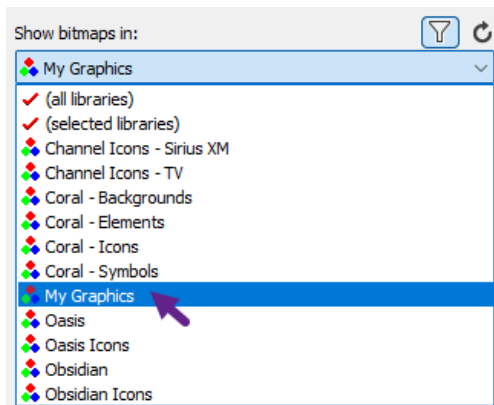 Show bitmaps in:
My Graphics
(all libraries)
(selected libraries)
Channel Icons - Sirius XM
Channel Icons - TV
Coral - Backgrounds
Coral - Elements
Coral - Icons
Coral - Symbols
My Graphics
Oasis
Oasis Icons
Obsidian
Obsidian Icons